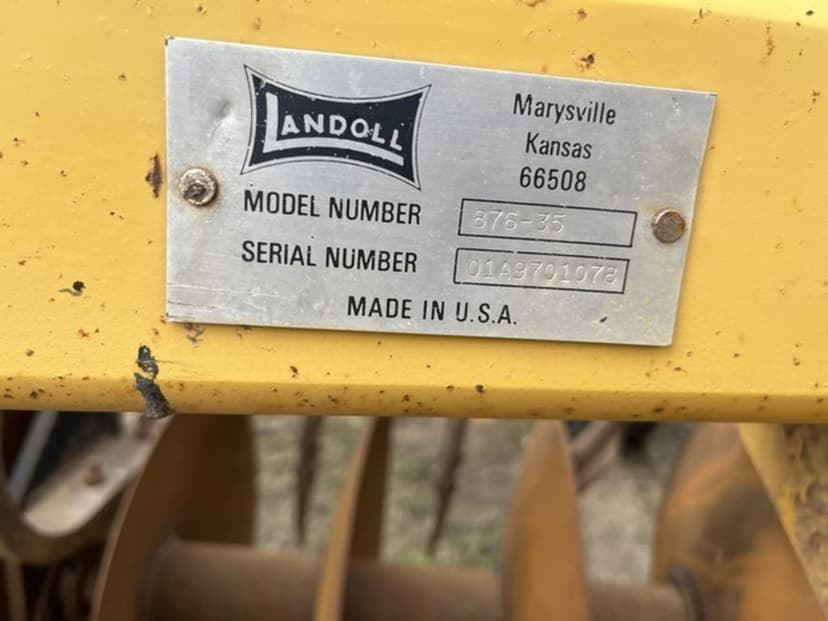 LANDOLL
Marysville
Kansas
66508
MODEL NUMBER 876-35
SERIAL NUMBER 01A9701078
MADE IN U.S.A.